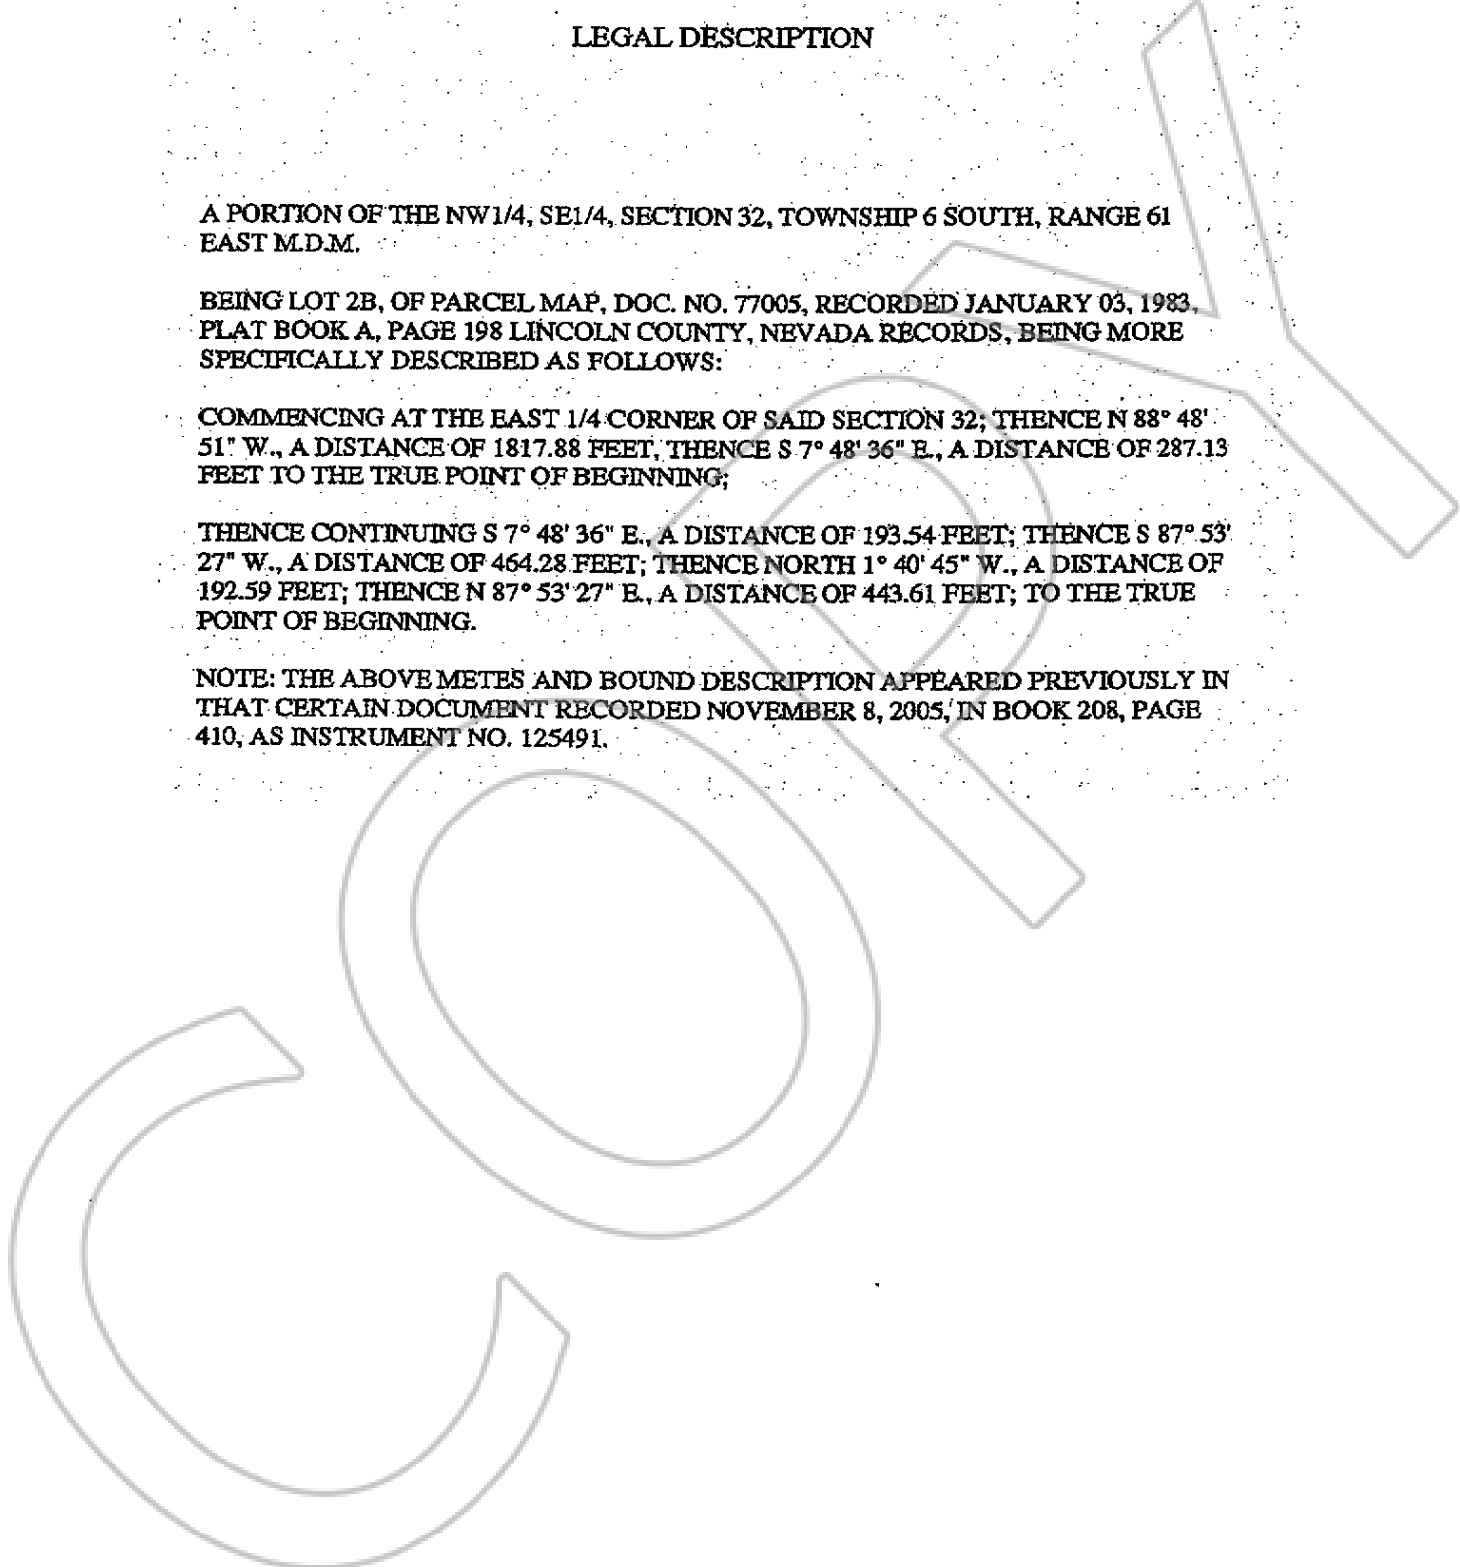 LEGAL DESCRIPTION
A PORTION OF THE NW1/4, SE1/4, SECTION 32, TOWNSHIP 6 SOUTH, RANGE 61
EAST M.D.M.
BEING LOT 2B, OF PARCEL MAP, DOC. NO. 77005, RECORDED JANUARY 03, 1983,
PLAT BOOK A, PAGE 198 LINCOLN COUNTY, NEVADA RECORDS, BEING MORE
SPECIFICALLY DESCRIBED AS FOLLOWS:
COMMENCING AT THE EAST 1/4 CORNER OF SAID SECTION 32; THENCE N 88° 48'
51" W., A DISTANCE OF 1817.88 FEET, THENCE S 7° 48' 36" E., A DISTANCE OF 287.13
FEET TO THE TRUE POINT OF BEGINNING;
THENCE CONTINUING S 7° 48' 36" E., A DISTANCE OF 193.54 FEET; THENCE S 87° 53'
27" W., A DISTANCE OF 464.28 FEET; THENCE NORTH 1° 40' 45" W., A DISTANCE OF
192.59 FEET; THENCE N 87° 53' 27" E., A DISTANCE OF 443.61 FEET; TO THE TRUE
POINT OF BEGINNING.
NOTE: THE ABOVE METES AND BOUND DESCRIPTION APPEARED PREVIOUSLY IN
THAT CERTAIN DOCUMENT RECORDED NOVEMBER 8, 2005, IN BOOK 208, PAGE
410, AS INSTRUMENT NO. 125491.
COPY